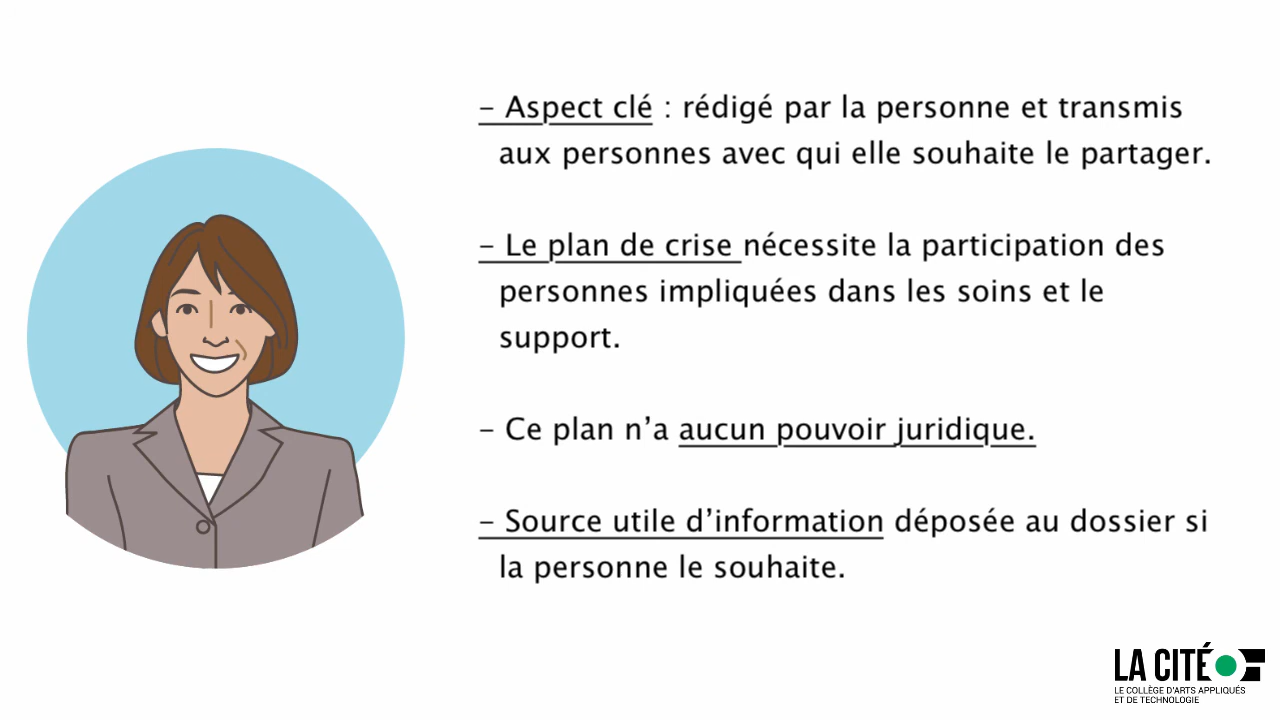 - Aspect clé : rédigé par la personne et transmis
aux personnes avec qui elle souhaite le partager.
- Le plan de crise nécessite la participation des
personnes impliquées dans les soins et le
support.
- Ce plan n’a aucun pouvoir juridique.
- Source utile d’information déposée au dossier si
la personne le souhaite.
LA CITÉ
LE COLLÈGE D'ARTS APPLIQUÉS
ET DE TECHNOLOGIE